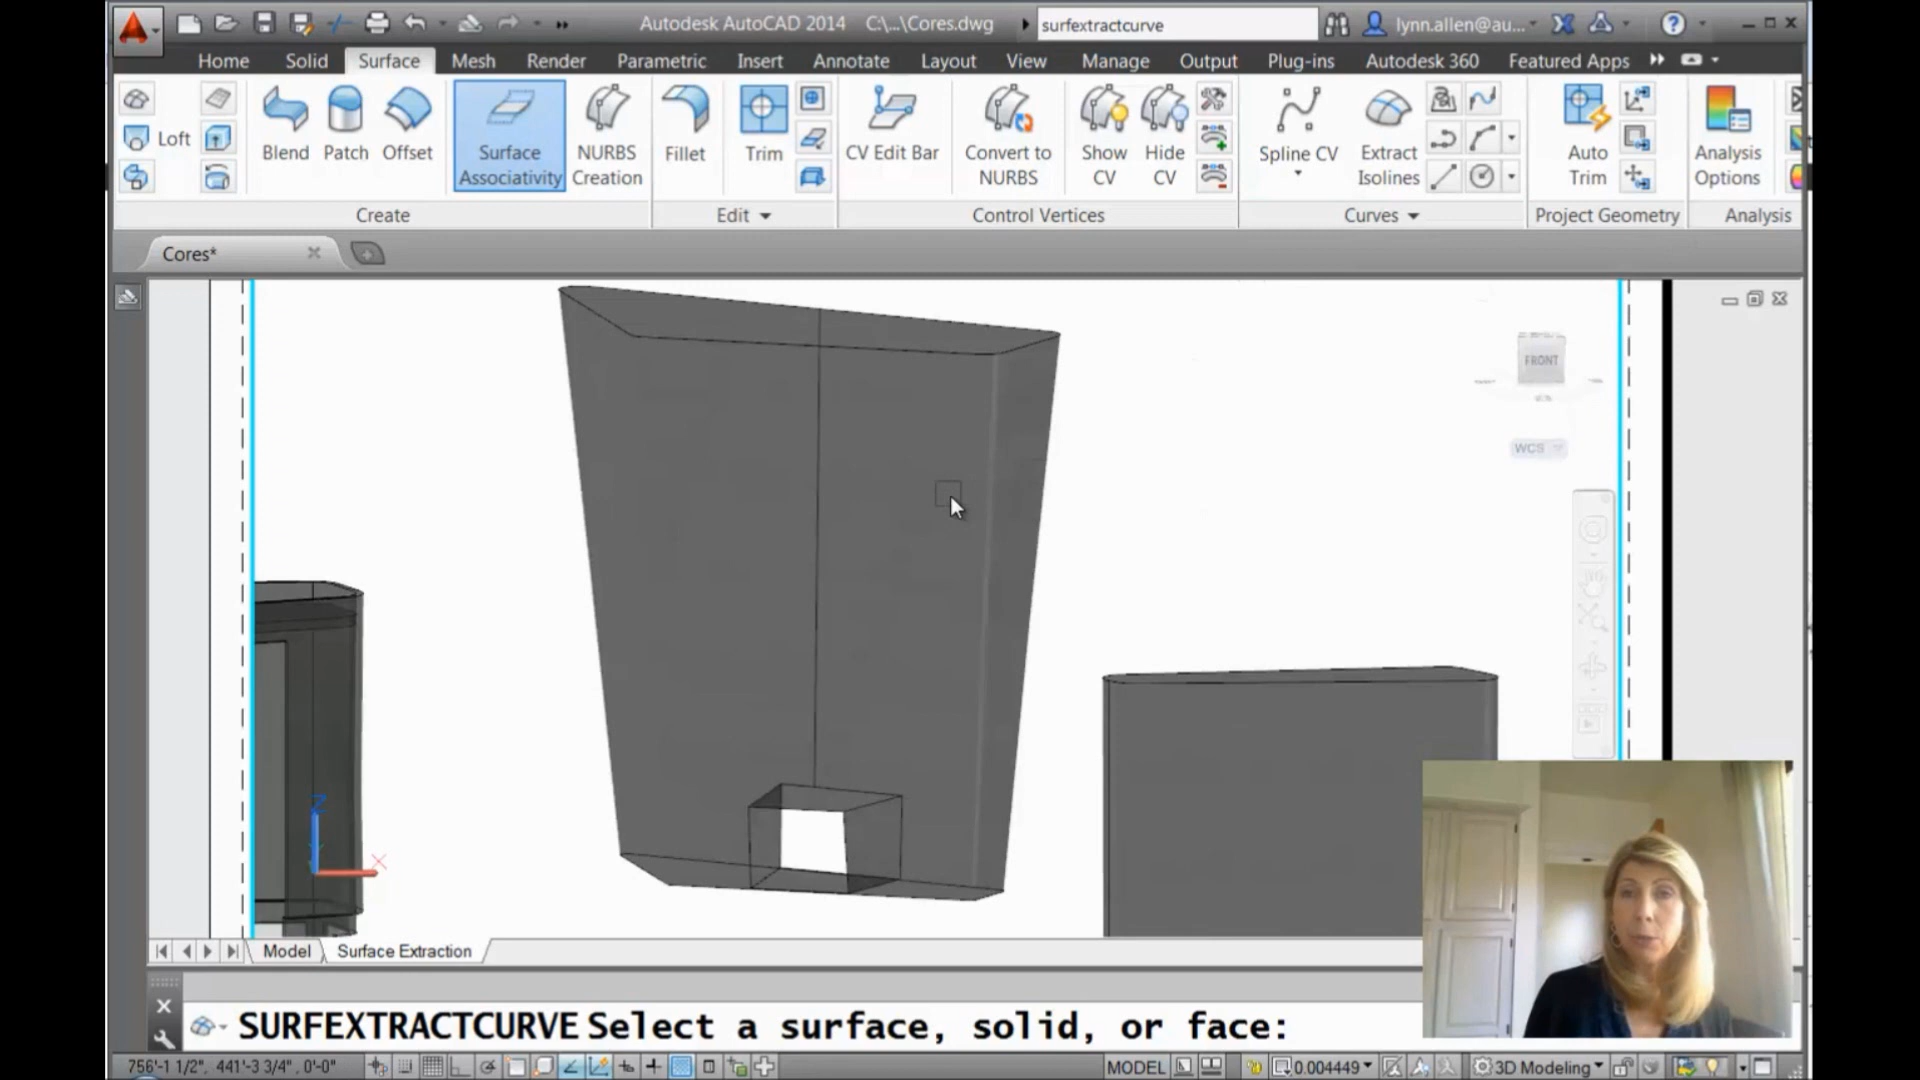 Autodesk AutoCAD 2014 C:\...\Cores.dwg surfextractcurve lynn.allen@au...
Home Solid Surface Mesh Render Parametric Insert Annotate Layout View Manage Output Plug-ins Autodesk 360 Featured Apps
Loft Blend Patch Offset Surface Associativity NURBS Creation Fillet Trim CV Edit Bar Convert to NURBS Show CV Hide CV Spline CV Extract Isolines Auto Trim Analysis Options
Create Edit Control Vertices Curves Project Geometry Analysis
Cores*
FRONT
WCS
Z
X
Model Surface Extraction
SURFEXTRACTCURVE Select a surface, solid, or face:
756'-1 1/2", 441'-3 3/4", 0'-0" MODEL 0.004449 3D Modeling